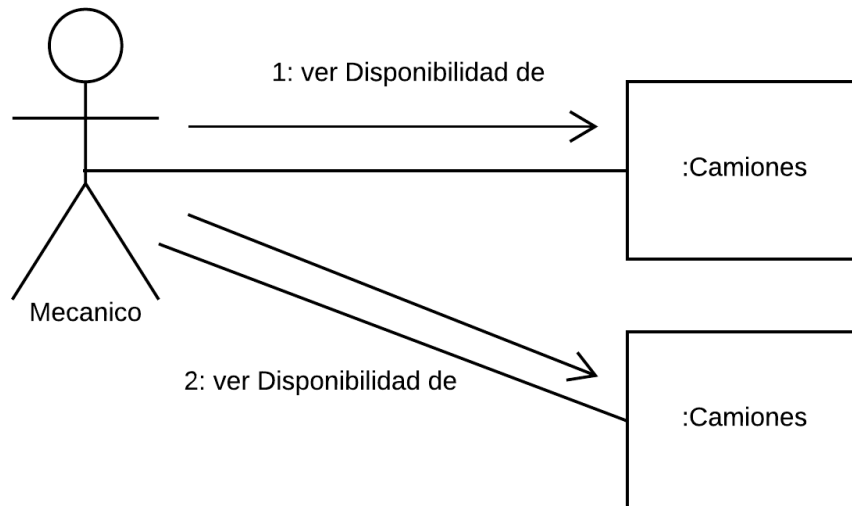 1: ver Disponibilidad de
:Camiones
Mecanico
2: ver Disponibilidad de
:Camiones